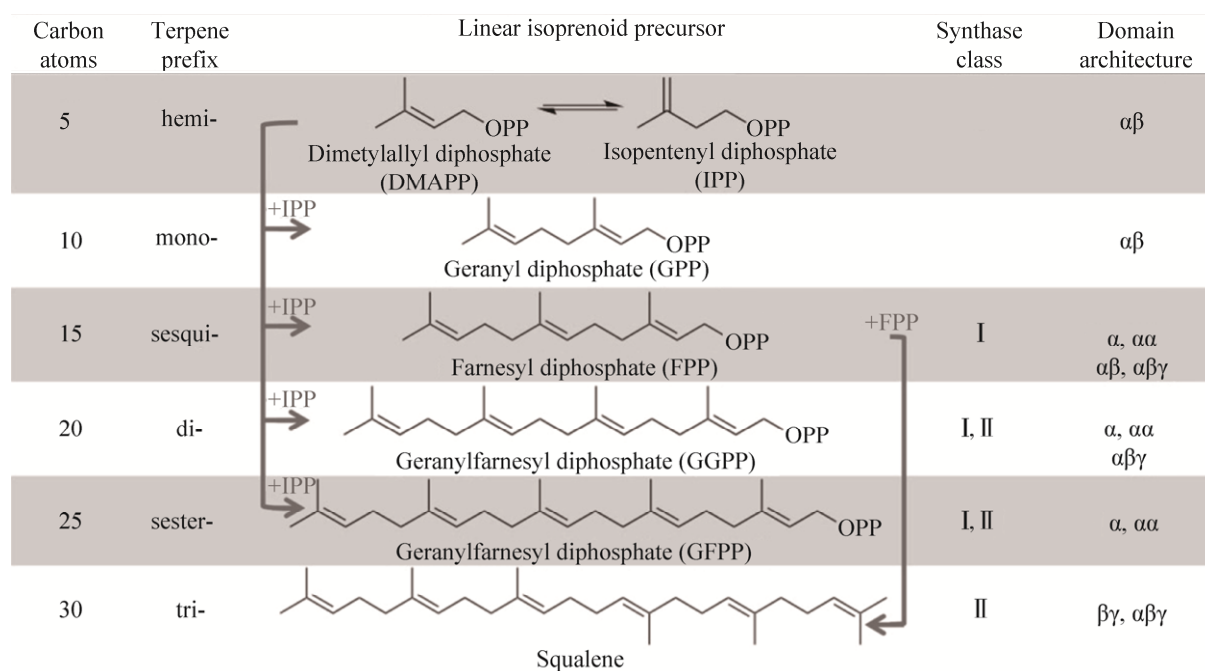 Carbon atoms
Terpene prefix
Linear isoprenoid precursor
Synthase class
Domain architecture
5
hemi-
OPP
Dimetylallyl diphosphate
(DMAPP)
OPP
Isopentenyl diphosphate
(IPP)
αβ
+IPP
10
mono-
OPP
Geranyl diphosphate (GPP)
αβ
+IPP
15
sesqui-
OPP
Farnesyl diphosphate (FPP)
+FPP
I
α, αα
αβ, αβγ
+IPP
20
di-
OPP
Geranylfarnesyl diphosphate (GGPP)
I, II
α, αα
αβγ
+IPP
25
sester-
OPP
Geranylfarnesyl diphosphate (GFPP)
I, II
α, αα
30
tri-
Squalene
II
βγ, αβγ